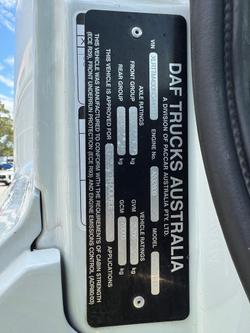 DAF TRUCKS AUSTRALIA
A DIVISION OF PACCAR AUSTRALIA PTY. LTD.
VIN
ENGINE No.
MODEL
AXLE RATINGS
VEHICLE RATINGS
FRONT GROUP kg
GVM kg
REAR GROUP kg
GCM kg
THIS VEHICLE IS APPROVED FOR APPLICATIONS
THIS VEHICLE WAS MANUFACTURED TO CONFORM WITH THE REQUIREMENTS OF CABIN STRENGTH
(ECE R29), FRONT UNDERRUN PROTECTION (ECE R93) AND ENGINE EMISSIONS CONTROL (ADR80/03)